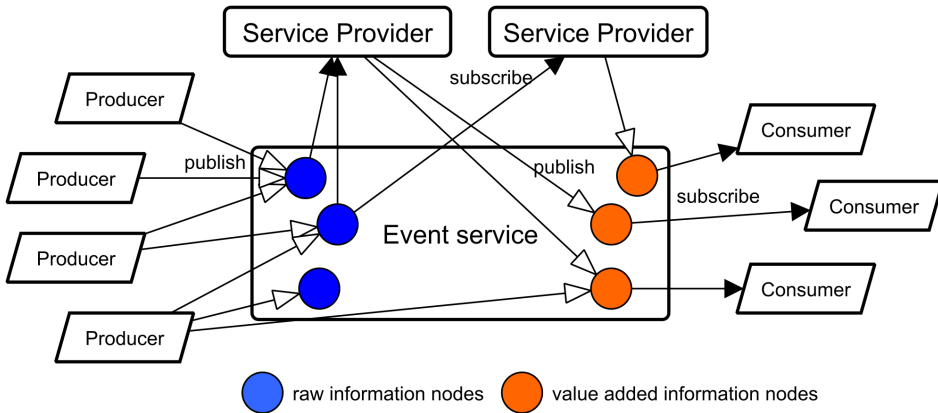 Service Provider
Service Provider
subscribe
Producer
Consumer
publish
publish
Producer
subscribe
Consumer
Event service
Producer
Consumer
Producer
raw information nodes
value added information nodes